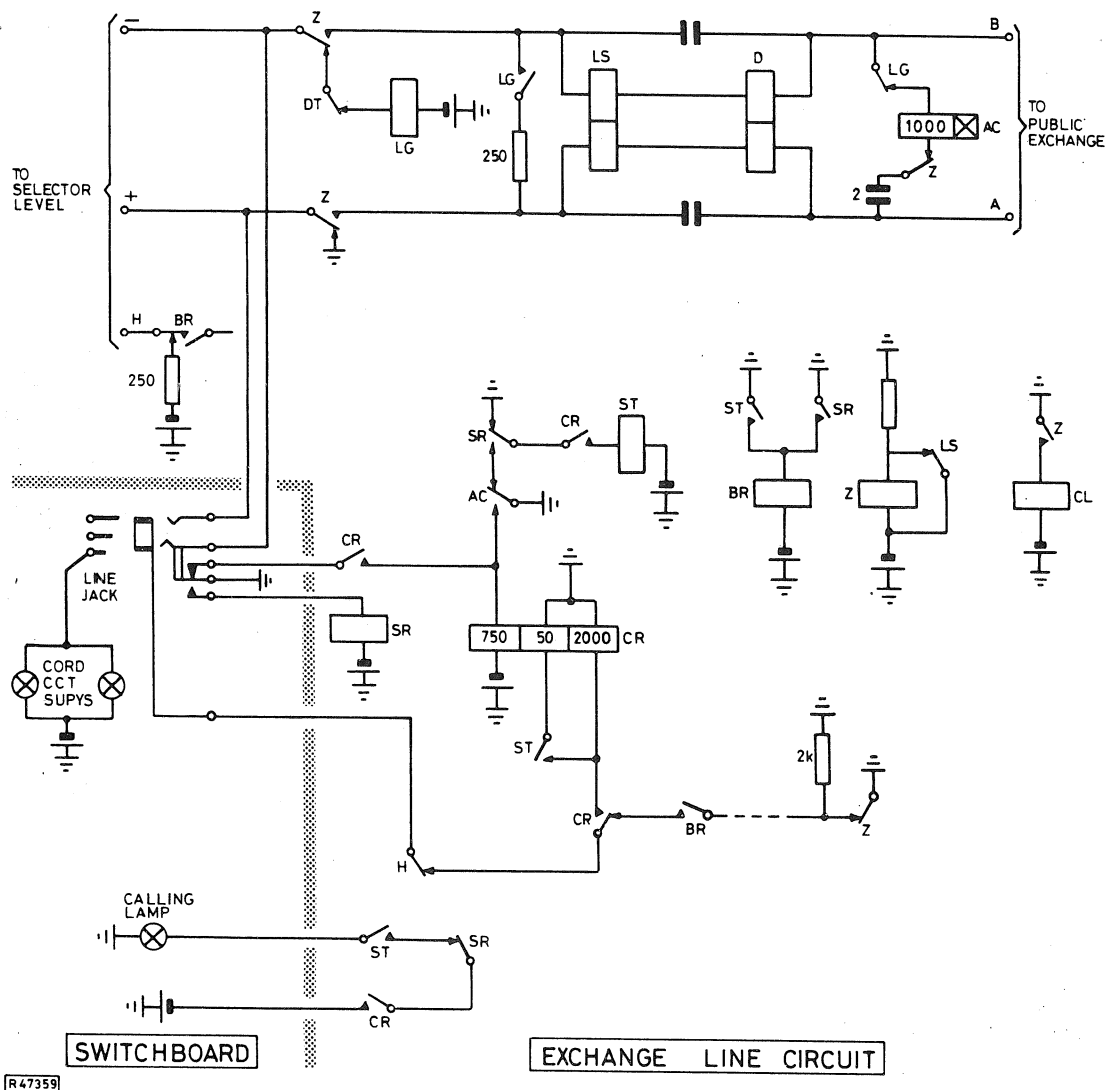 −
Z
LS
D
B
LG
LG
DT
LG
TO
SELECTOR
LEVEL
250
1000
AC
TO
PUBLIC
EXCHANGE
+
Z
2
Z
A
H
BR
250
ST
SR
CR
AC
ST
SR
BR
Z
LS
Z
CL
LINE
JACK
CR
SR
750
50
2000
CR
CORD
CCT
SUPYS
ST
2k
CR
BR
Z
H
CALLING
LAMP
ST
SR
CR
SWITCHBOARD
EXCHANGE LINE CIRCUIT
R47359